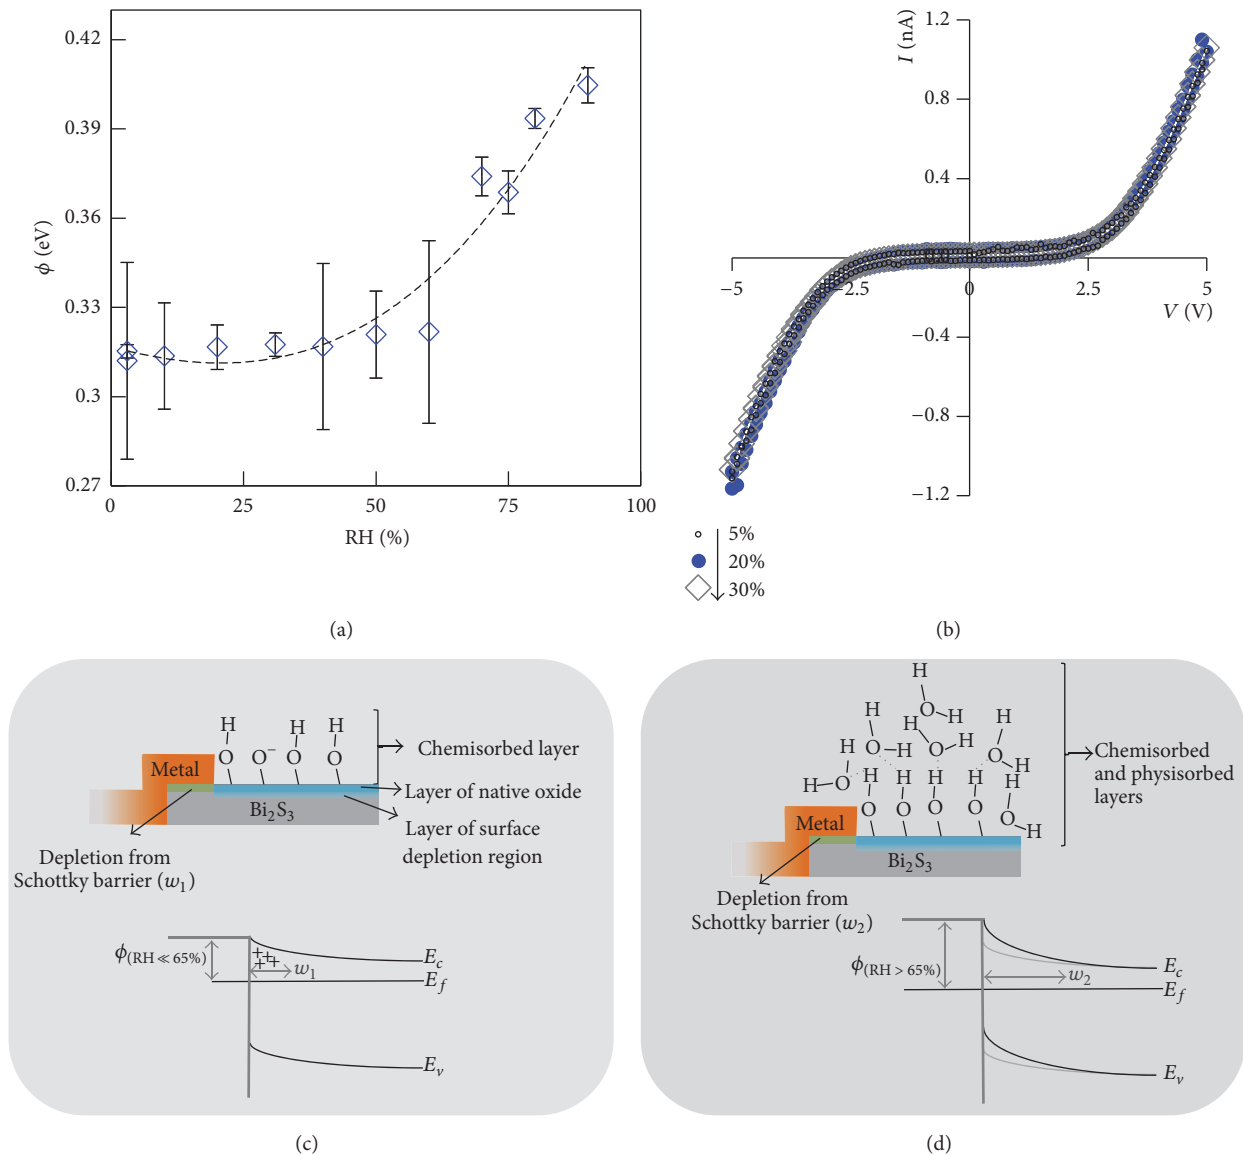 0.42
0.39
0.36
0.33
0.3
0.27
ϕ (eV)
0 25 50 75 100
RH (%)
(a)
I (nA)
1.2
0.8
0.4
−5 −2.5 0 2.5 5
V (V)
−0.4
−0.8
−1.2
5%
20%
30%
(b)
H
H H
O O⁻ O O
Chemisorbed layer
Metal
Layer of native oxide
Bi₂S₃
Layer of surface
depletion region
Depletion from
Schottky barrier (w₁)
ϕ(RH ≪ 65%)
+ + + + +
w₁
E_c
E_f
E_v
(c)
H
O H
H H H
O H O H O H
H O H H H H H
O O O O O H
Chemisorbed
and physisorbed
layers
Metal
Bi₂S₃
Depletion from
Schottky barrier (w₂)
ϕ(RH > 65%)
w₂
E_c
E_f
E_v
(d)